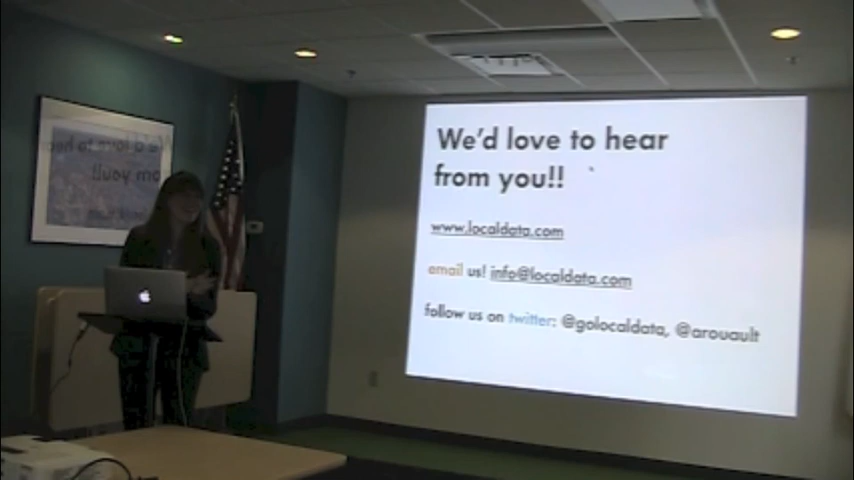 We'd love to hear
from you!!
www.localdata.com
email us! info@localdata.com
follow us on twitter: @golocaldata, @arouault